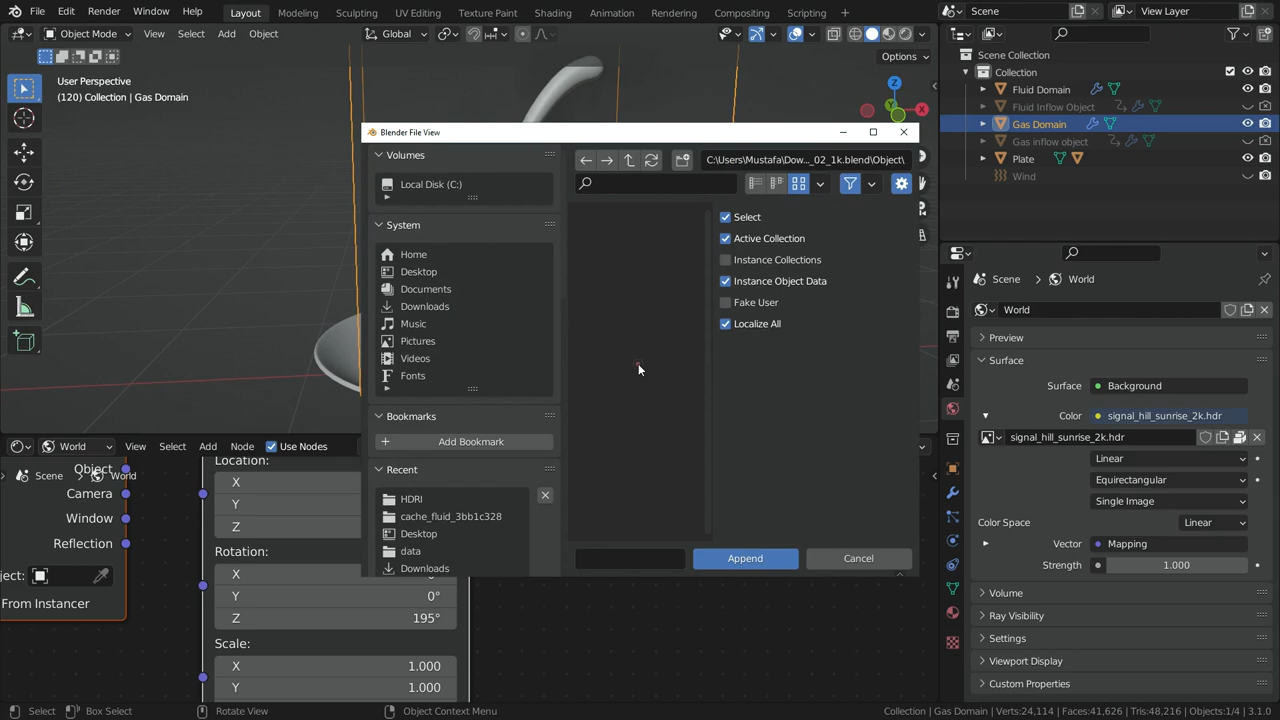 File Edit Render Window Help Layout Modeling Sculpting UV Editing Texture Paint Shading Animation Rendering Compositing Scripting + Scene View Layer
Object Mode View Select Add Object Global
Options
User Perspective
(120) Collection | Gas Domain
Z
X
Y
Scene Collection
Collection
Fluid Domain
Fluid Inflow Object
Gas Domain
Gas inflow object
Plate
Wind
Blender File View
Volumes
Local Disk (C:)
System
Home
Desktop
Documents
Downloads
Music
Pictures
Videos
Fonts
Bookmarks
Add Bookmark
Recent
HDRI
cache_fluid_3bb1c328
Desktop
data
Downloads
C:\Users\Mustafa\Dow..._02_1k.blend\Object\
Select
Active Collection
Instance Collections
Instance Object Data
Fake User
Localize All
Append Cancel
World View Select Add Node Use Nodes
Scene World
Object
Camera
Window
Reflection
From Instancer
Location:
X
Y
Z
Rotation:
X
Y 0°
Z 195°
Scale:
X 1.000
Y 1.000
Scene World
World
Preview
Surface
Surface Background
Color signal_hill_sunrise_2k.hdr
signal_hill_sunrise_2k.hdr
Linear
Equirectangular
Single Image
Color Space Linear
Vector Mapping
Strength 1.000
Volume
Ray Visibility
Settings
Viewport Display
Custom Properties
Select Box Select Rotate View Object Context Menu Collection | Gas Domain | Verts:24,114 | Faces:41,626 | Tris:48,216 | Objects:1/4 | 3.1.0